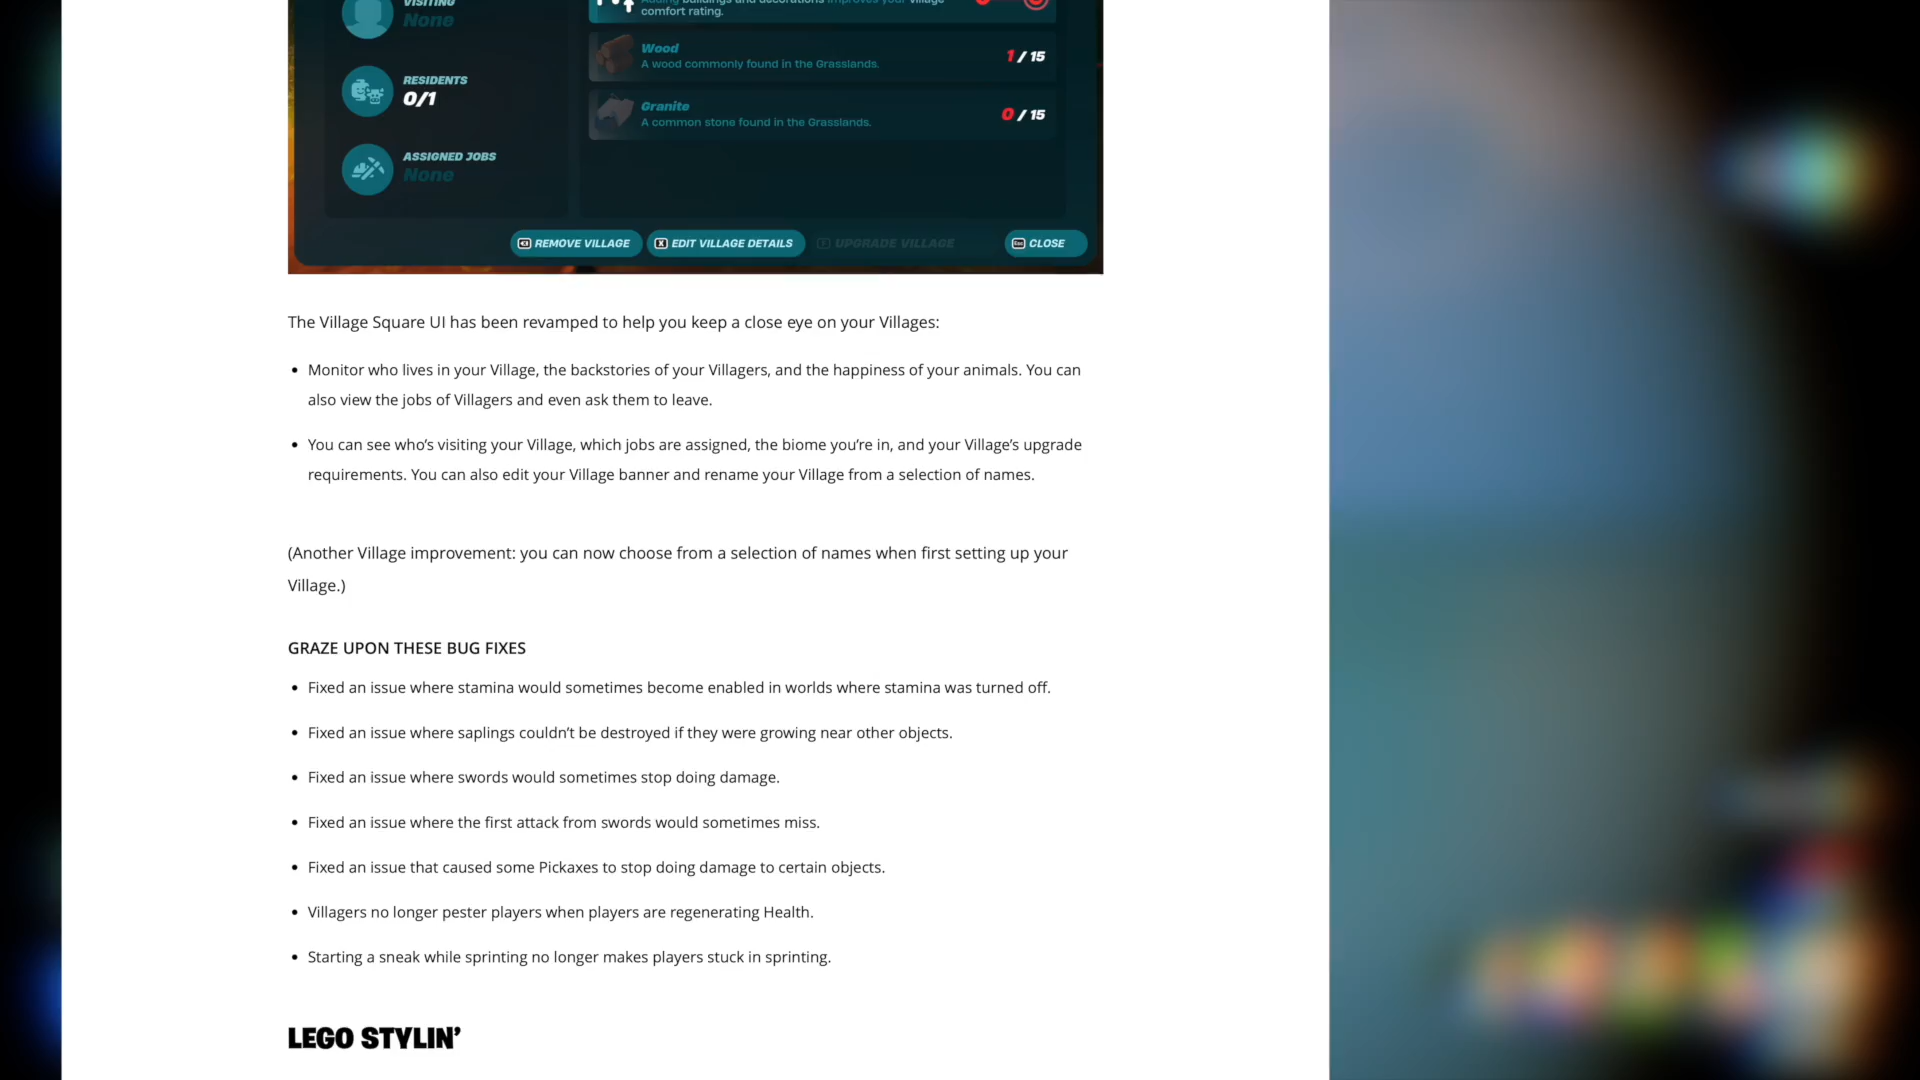 VISITING
None
Adding buildings and decorations improves your village
comfort rating.
Wood
A wood commonly found in the Grasslands.
1 / 15
RESIDENTS
0/1
Granite
A common stone found in the Grasslands.
0 / 15
ASSIGNED JOBS
None
REMOVE VILLAGE
X EDIT VILLAGE DETAILS
UPGRADE VILLAGE
Esc CLOSE
The Village Square UI has been revamped to help you keep a close eye on your Villages:
• Monitor who lives in your Village, the backstories of your Villagers, and the happiness of your animals. You can
also view the jobs of Villagers and even ask them to leave.
• You can see who’s visiting your Village, which jobs are assigned, the biome you’re in, and your Village’s upgrade
requirements. You can also edit your Village banner and rename your Village from a selection of names.
(Another Village improvement: you can now choose from a selection of names when first setting up your
Village.)
GRAZE UPON THESE BUG FIXES
• Fixed an issue where stamina would sometimes become enabled in worlds where stamina was turned off.
• Fixed an issue where saplings couldn’t be destroyed if they were growing near other objects.
• Fixed an issue where swords would sometimes stop doing damage.
• Fixed an issue where the first attack from swords would sometimes miss.
• Fixed an issue that caused some Pickaxes to stop doing damage to certain objects.
• Villagers no longer pester players when players are regenerating Health.
• Starting a sneak while sprinting no longer makes players stuck in sprinting.
LEGO STYLIN’